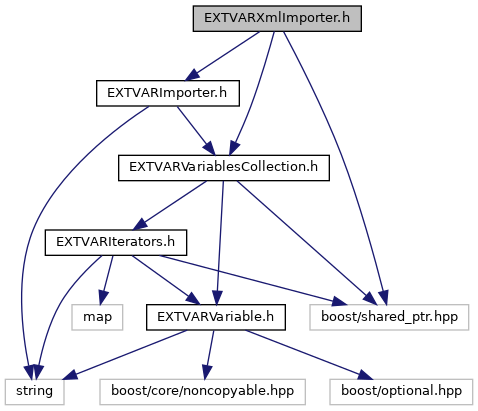 EXTVARXmlImporter.h
EXTVARImporter.h
EXTVARVariablesCollection.h
EXTVARIterators.h
map
EXTVARVariable.h
boost/shared_ptr.hpp
string
boost/core/noncopyable.hpp
boost/optional.hpp